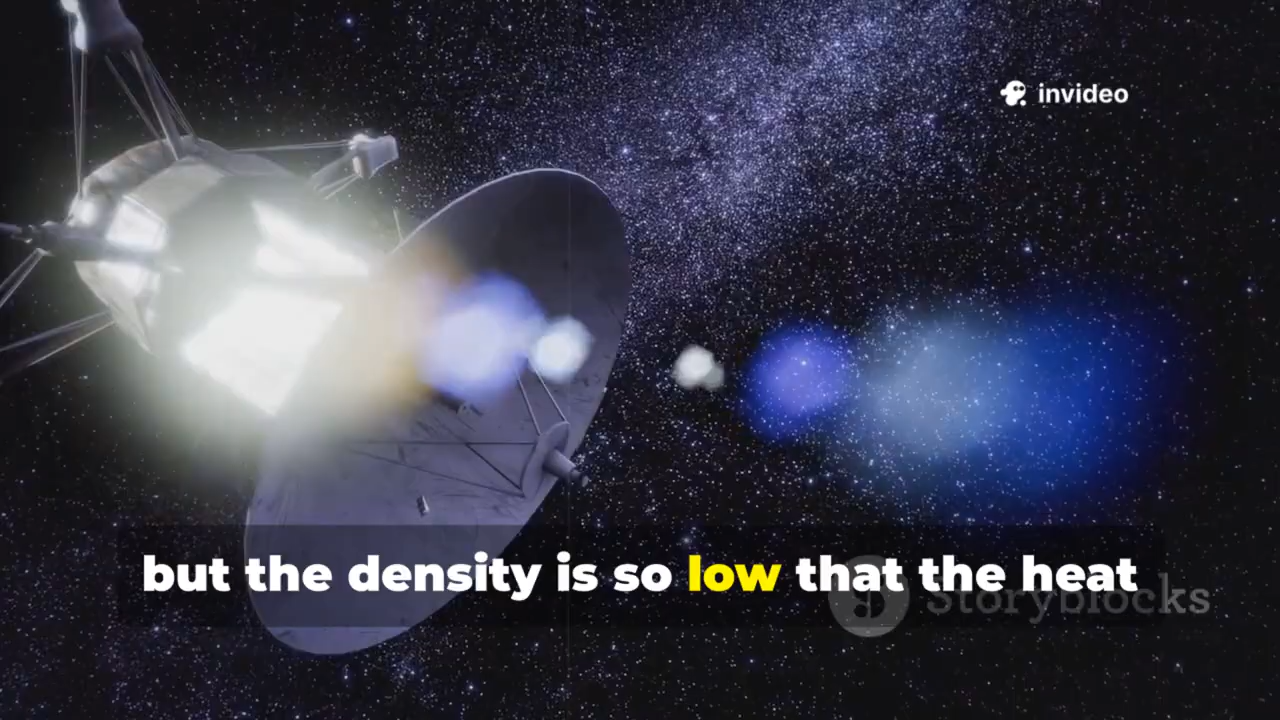 invideo
but the density is so low that the heat
Storyblocks